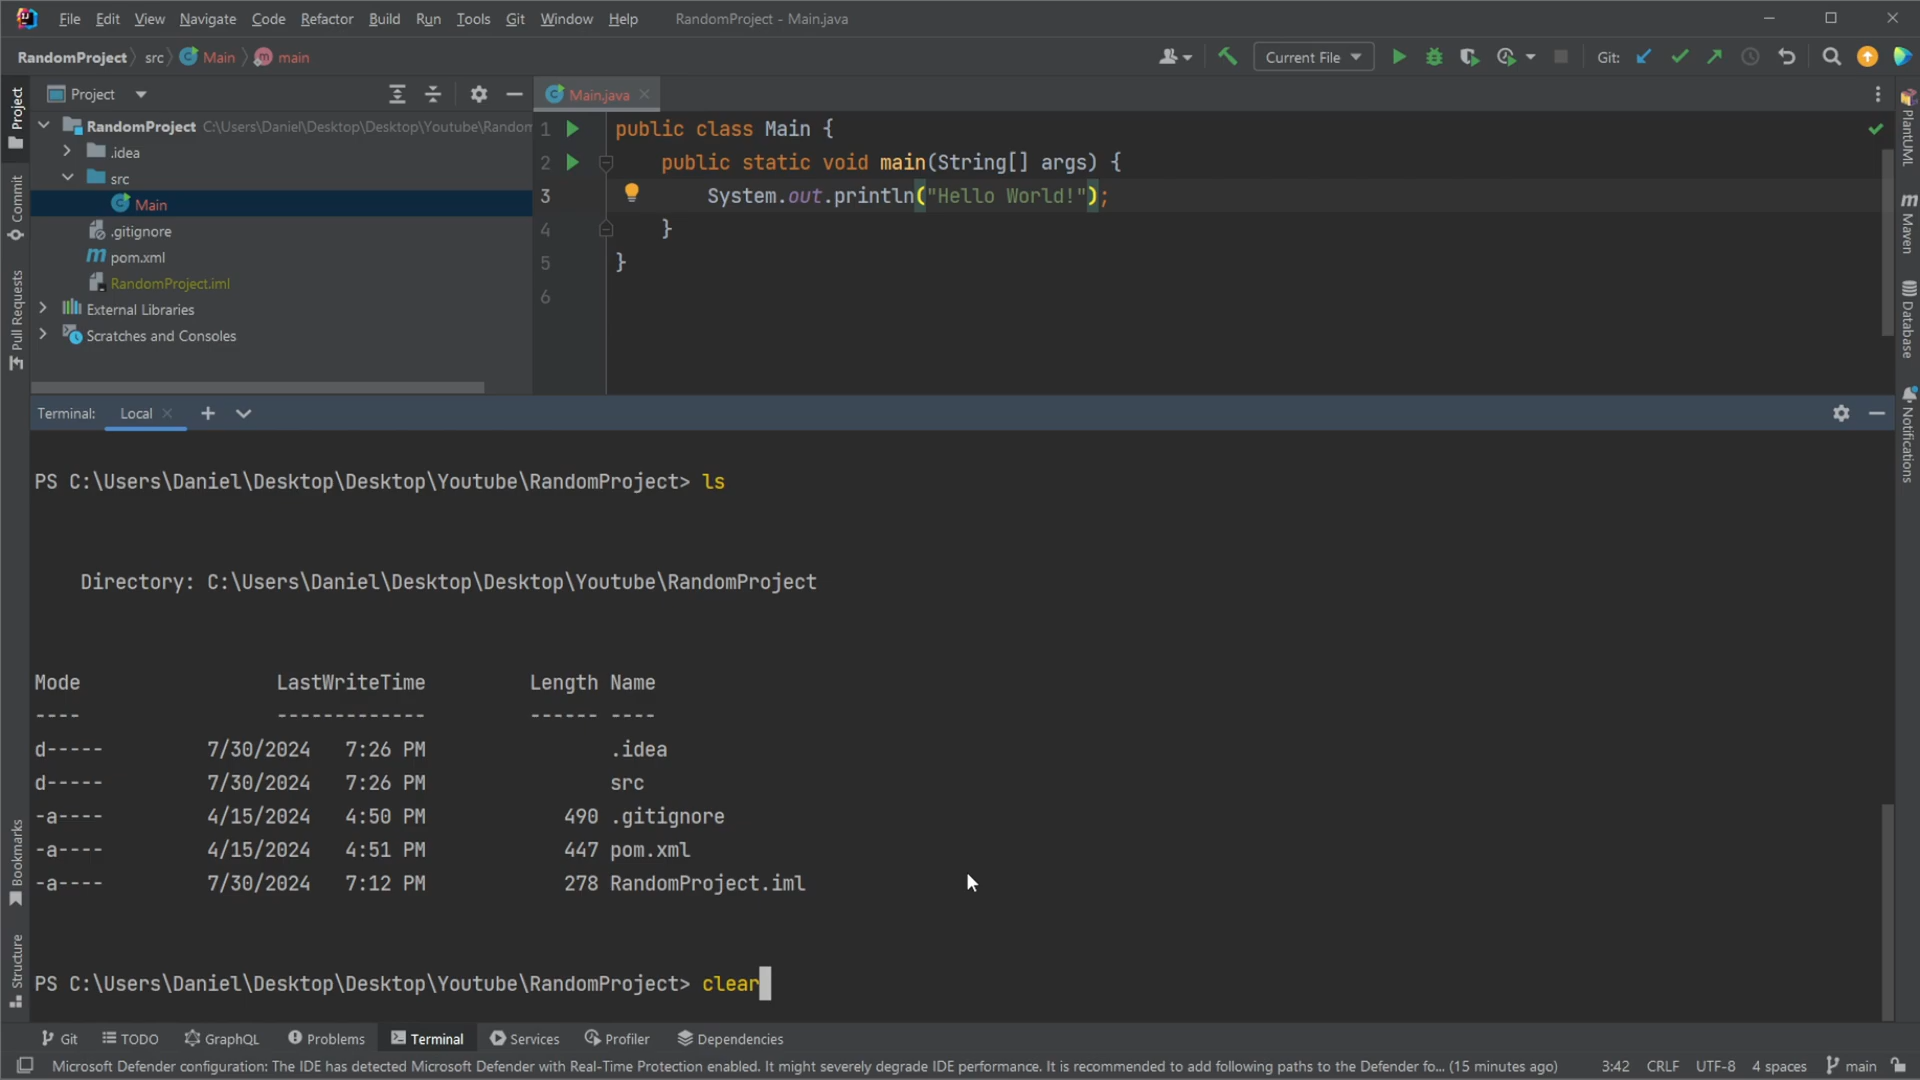 File Edit View Navigate Code Refactor Build Run Tools Git Window Help RandomProject - Main.java
RandomProject src Main main Current File Git:
Project
Main.java
Project
Commit
Pull Requests
Bookmarks
Structure
RandomProject C:\Users\Daniel\Desktop\Desktop\Youtube\Random
.idea
src
Main
.gitignore
pom.xml
RandomProject.iml
External Libraries
Scratches and Consoles
1 public class Main {
2 public static void main(String[] args) {
3 System.out.println("Hello World!");
4 }
5 }
6
PlantUML
Maven
Database
Notifications
Terminal: Local
PS C:\Users\Daniel\Desktop\Desktop\Youtube\RandomProject> ls
Directory: C:\Users\Daniel\Desktop\Desktop\Youtube\RandomProject
Mode LastWriteTime Length Name
---- ------------- ------ ----
d----- 7/30/2024 7:26 PM .idea
d----- 7/30/2024 7:26 PM src
-a---- 4/15/2024 4:50 PM 490 .gitignore
-a---- 4/15/2024 4:51 PM 447 pom.xml
-a---- 7/30/2024 7:12 PM 278 RandomProject.iml
PS C:\Users\Daniel\Desktop\Desktop\Youtube\RandomProject> clear
Git TODO GraphQL Problems Terminal Services Profiler Dependencies
Microsoft Defender configuration: The IDE has detected Microsoft Defender with Real-Time Protection enabled. It might severely degrade IDE performance. It is recommended to add following paths to the Defender fo... (15 minutes ago) 3:42 CRLF UTF-8 4 spaces main